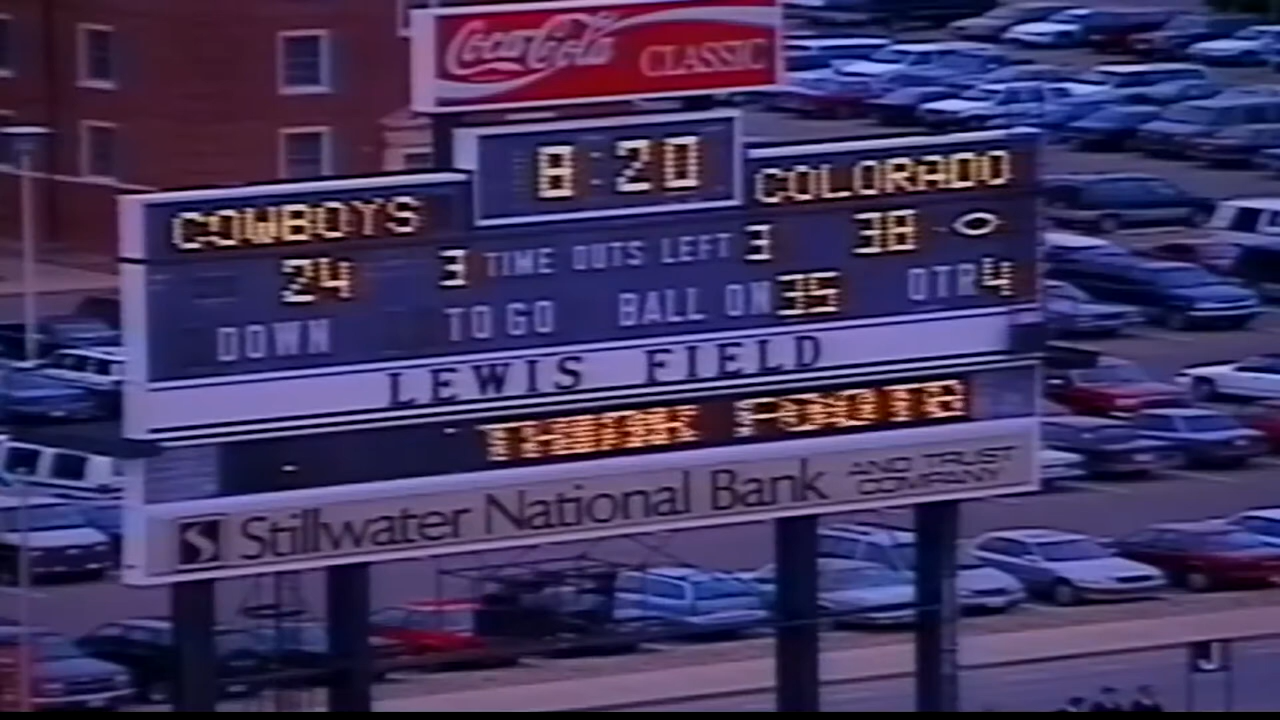 Coca-Cola CLASSIC
8:20
COWBOYS COLORADO
24 3 TIME OUTS LEFT 3 38
DOWN TO GO BALL ON 35 QTR 4
LEWIS FIELD
THINK
Stillwater National Bank AND TRUST COMPANY
J